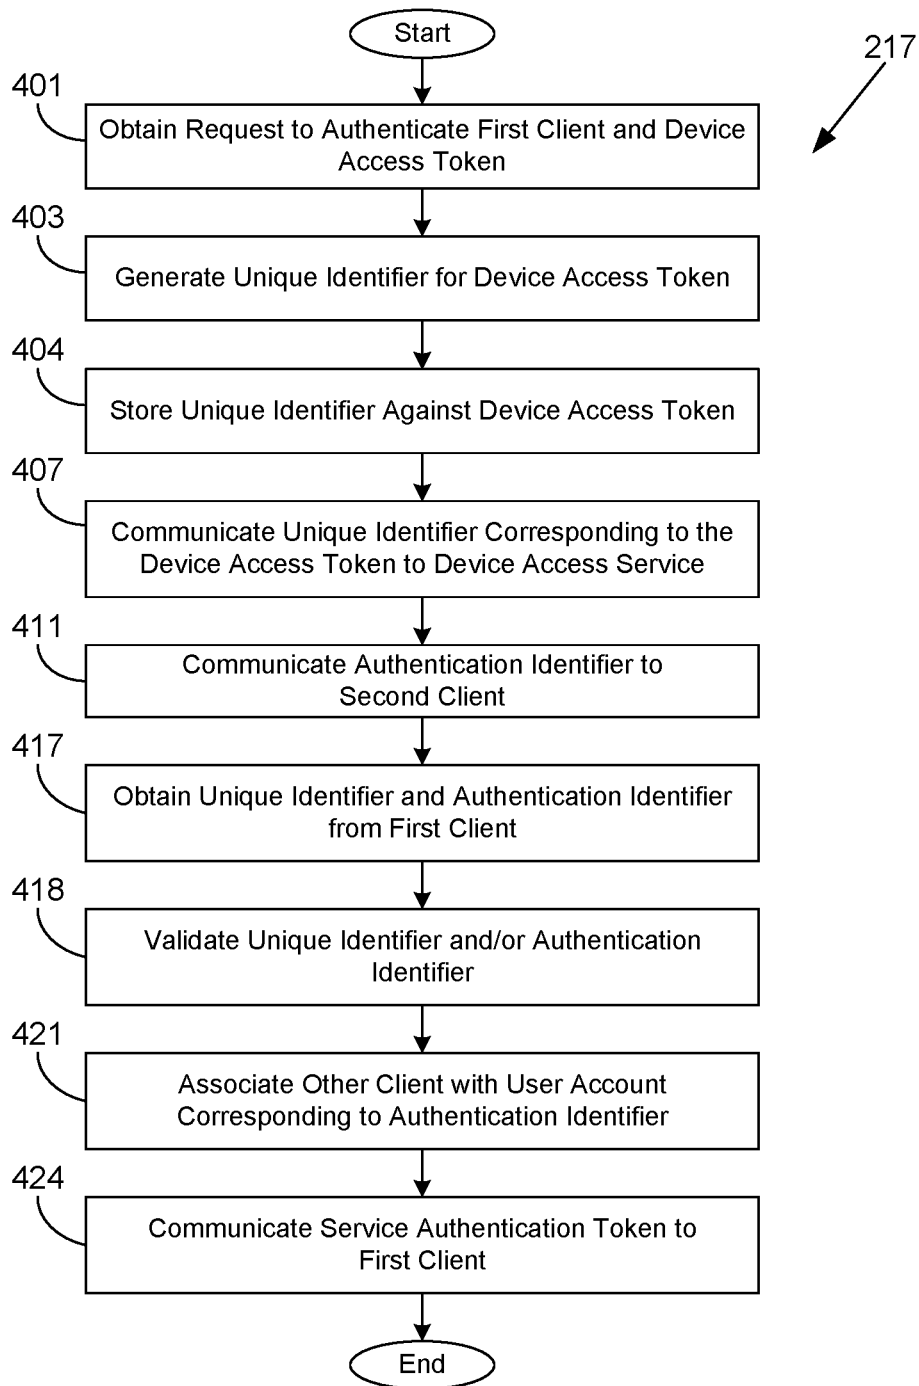 Start
217
401
Obtain Request to Authenticate First Client and Device
Access Token
403
Generate Unique Identifier for Device Access Token
404
Store Unique Identifier Against Device Access Token
407
Communicate Unique Identifier Corresponding to the
Device Access Token to Device Access Service
411
Communicate Authentication Identifier to
Second Client
417
Obtain Unique Identifier and Authentication Identifier
from First Client
418
Validate Unique Identifier and/or Authentication
Identifier
421
Associate Other Client with User Account
Corresponding to Authentication Identifier
424
Communicate Service Authentication Token to
First Client
End